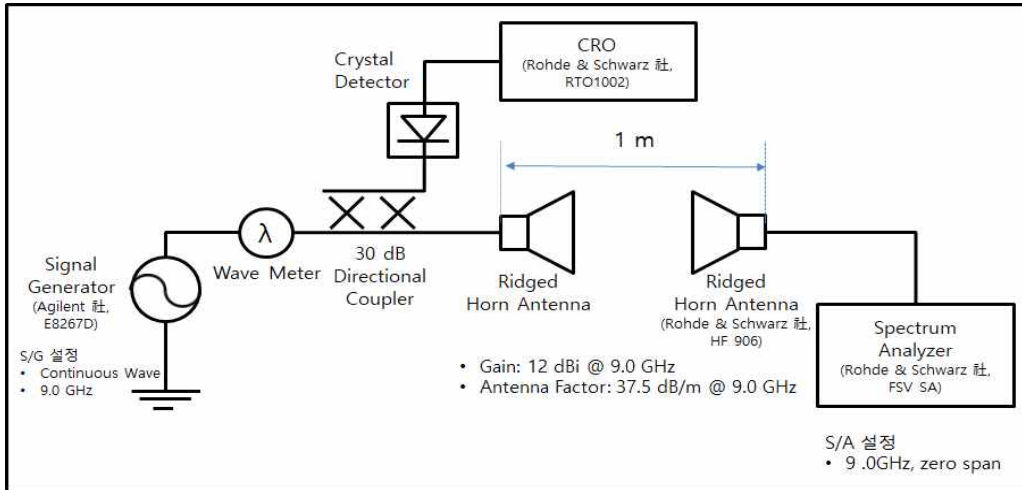 CRO
(Rohde & Schwarz 社,
RTO1002)
Crystal
Detector
1 m
λ
Wave Meter
30 dB
Directional
Coupler
Signal
Generator
(Agilent 社,
E8267D)
Ridged
Horn Antenna
Ridged
Horn Antenna
(Rohde & Schwarz 社,
HF 906)
Spectrum
Analyzer
(Rohde & Schwarz 社,
FSV SA)
S/G 설정
• Continuous Wave
• 9.0 GHz
• Gain: 12 dBi @ 9.0 GHz
• Antenna Factor: 37.5 dB/m @ 9.0 GHz
S/A 설정
• 9 .0GHz, zero span